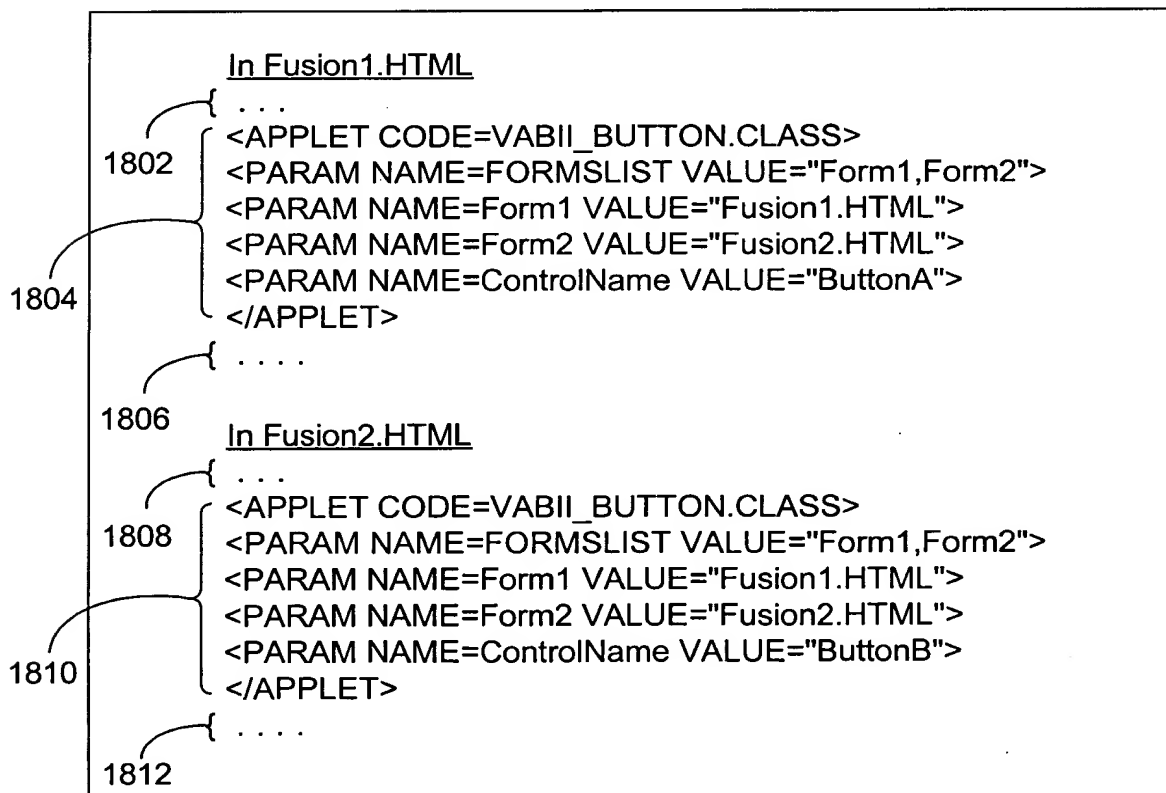 In Fusion1.HTML
. . .
1802
<APPLET CODE=VABII_BUTTON.CLASS>
<PARAM NAME=FORMSLIST VALUE="Form1,Form2">
<PARAM NAME=Form1 VALUE="Fusion1.HTML">
<PARAM NAME=Form2 VALUE="Fusion2.HTML">
<PARAM NAME=ControlName VALUE="ButtonA">
</APPLET>
1804
. . . .
1806
In Fusion2.HTML
. . .
1808
<APPLET CODE=VABII_BUTTON.CLASS>
<PARAM NAME=FORMSLIST VALUE="Form1,Form2">
<PARAM NAME=Form1 VALUE="Fusion1.HTML">
<PARAM NAME=Form2 VALUE="Fusion2.HTML">
<PARAM NAME=ControlName VALUE="ButtonB">
</APPLET>
1810
. . . .
1812